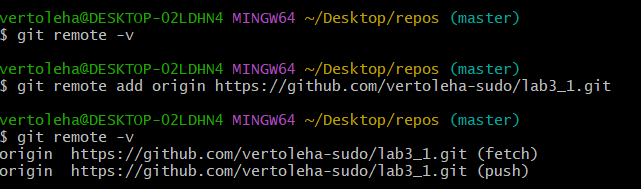 vertoleha@DESKTOP-02LDHN4 MINGW64 ~/Desktop/repos (master)
$ git remote -v
vertoleha@DESKTOP-02LDHN4 MINGW64 ~/Desktop/repos (master)
$ git remote add origin https://github.com/vertoleha-sudo/lab3_1.git
vertoleha@DESKTOP-02LDHN4 MINGW64 ~/Desktop/repos (master)
$ git remote -v
origin  https://github.com/vertoleha-sudo/lab3_1.git (fetch)
origin  https://github.com/vertoleha-sudo/lab3_1.git (push)